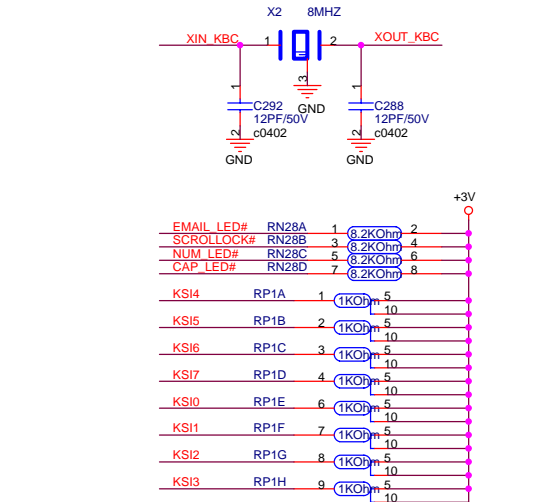 X2 8MHZ
XIN_KBC 1 2 XOUT_KBC
3
1 1
C292 GND C288
12PF/50V 12PF/50V
2 c0402 2 c0402
GND GND
+3V
EMAIL_LED# RN28A 1 8.2KOhm 2
SCROLLOCK# RN28B 3 8.2KOhm 4
NUM_LED# RN28C 5 8.2KOhm 6
CAP_LED# RN28D 7 8.2KOhm 8
KSI4 RP1A 1 1KOhm 5
10
KSI5 RP1B 2 1KOhm 5
10
KSI6 RP1C 3 1KOhm 5
10
KSI7 RP1D 4 1KOhm 5
10
KSI0 RP1E 6 1KOhm 5
10
KSI1 RP1F 7 1KOhm 5
10
KSI2 RP1G 8 1KOhm 5
10
KSI3 RP1H 9 1KOhm 5
10